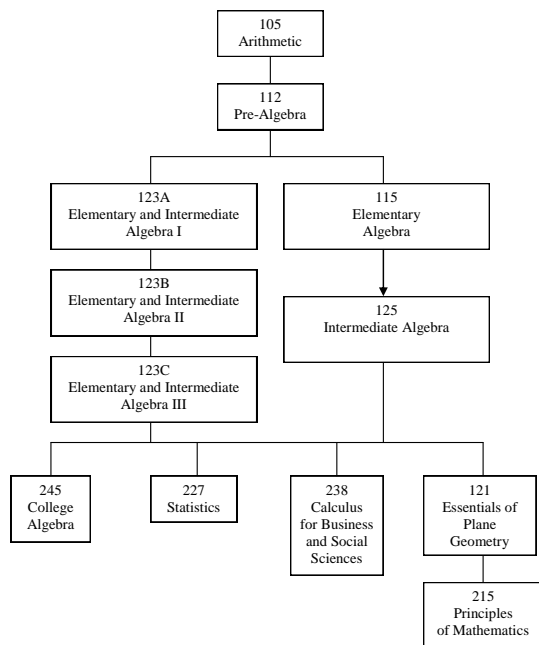 105
Arithmetic
112
Pre-Algebra
123A
Elementary and Intermediate
Algebra I
115
Elementary
Algebra
123B
Elementary and Intermediate
Algebra II
125
Intermediate Algebra
123C
Elementary and Intermediate
Algebra III
245
College
Algebra
227
Statistics
238
Calculus
for Business
and Social
Sciences
121
Essentials of
Plane
Geometry
215
Principles
of Mathematics